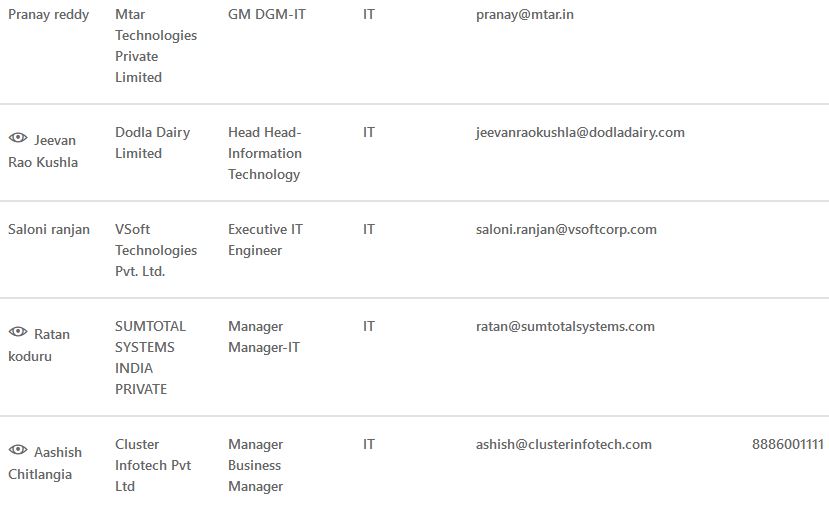 Pranay reddy Mtar GM DGM-IT IT pranay@mtar.in
Technologies
Private
Limited
Jeevan Dodla Dairy Head Head- IT jeevanraokushla@dodladairy.com
Rao Kushla Limited Information
Technology
Saloni ranjan VSoft Executive IT IT saloni.ranjan@vsoftcorp.com
Technologies Engineer
Pvt. Ltd.
Ratan SUMTOTAL Manager IT ratan@sumtotalsystems.com
koduru SYSTEMS Manager-IT
INDIA
PRIVATE
Aashish Cluster Manager IT ashish@clusterinfotech.com 8886001111
Chitlangia Infotech Pvt Business
Ltd Manager